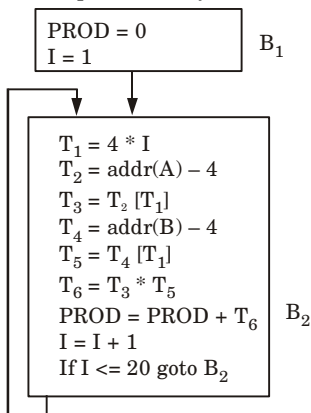 PROD = 0
I = 1
B₁
T₁ = 4 * I
T₂ = addr(A) – 4
T₃ = T₂ [T₁]
T₄ = addr(B) – 4
T₅ = T₄ [T₁]
T₆ = T₃ * T₅
PROD = PROD + T₆
I = I + 1
If I <= 20 goto B₂
B₂